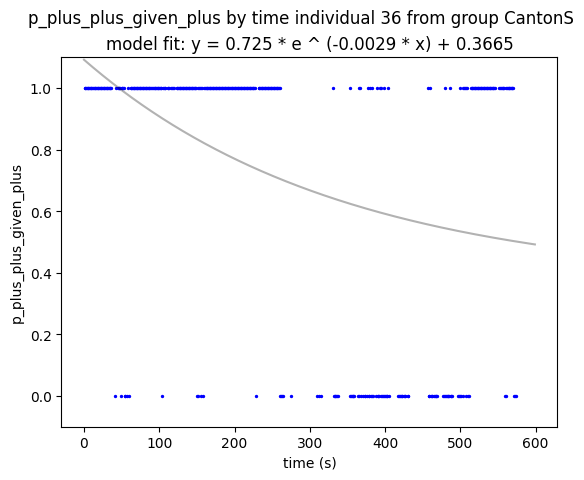 p_plus_plus_given_plus by time individual 36 from group CantonS
model fit: y = 0.725 * e ^ (-0.0029 * x) + 0.3665
1.0
0.8
0.6
0.4
0.2
0.0
p_plus_plus_given_plus
0 100 200 300 400 500 600
time (s)